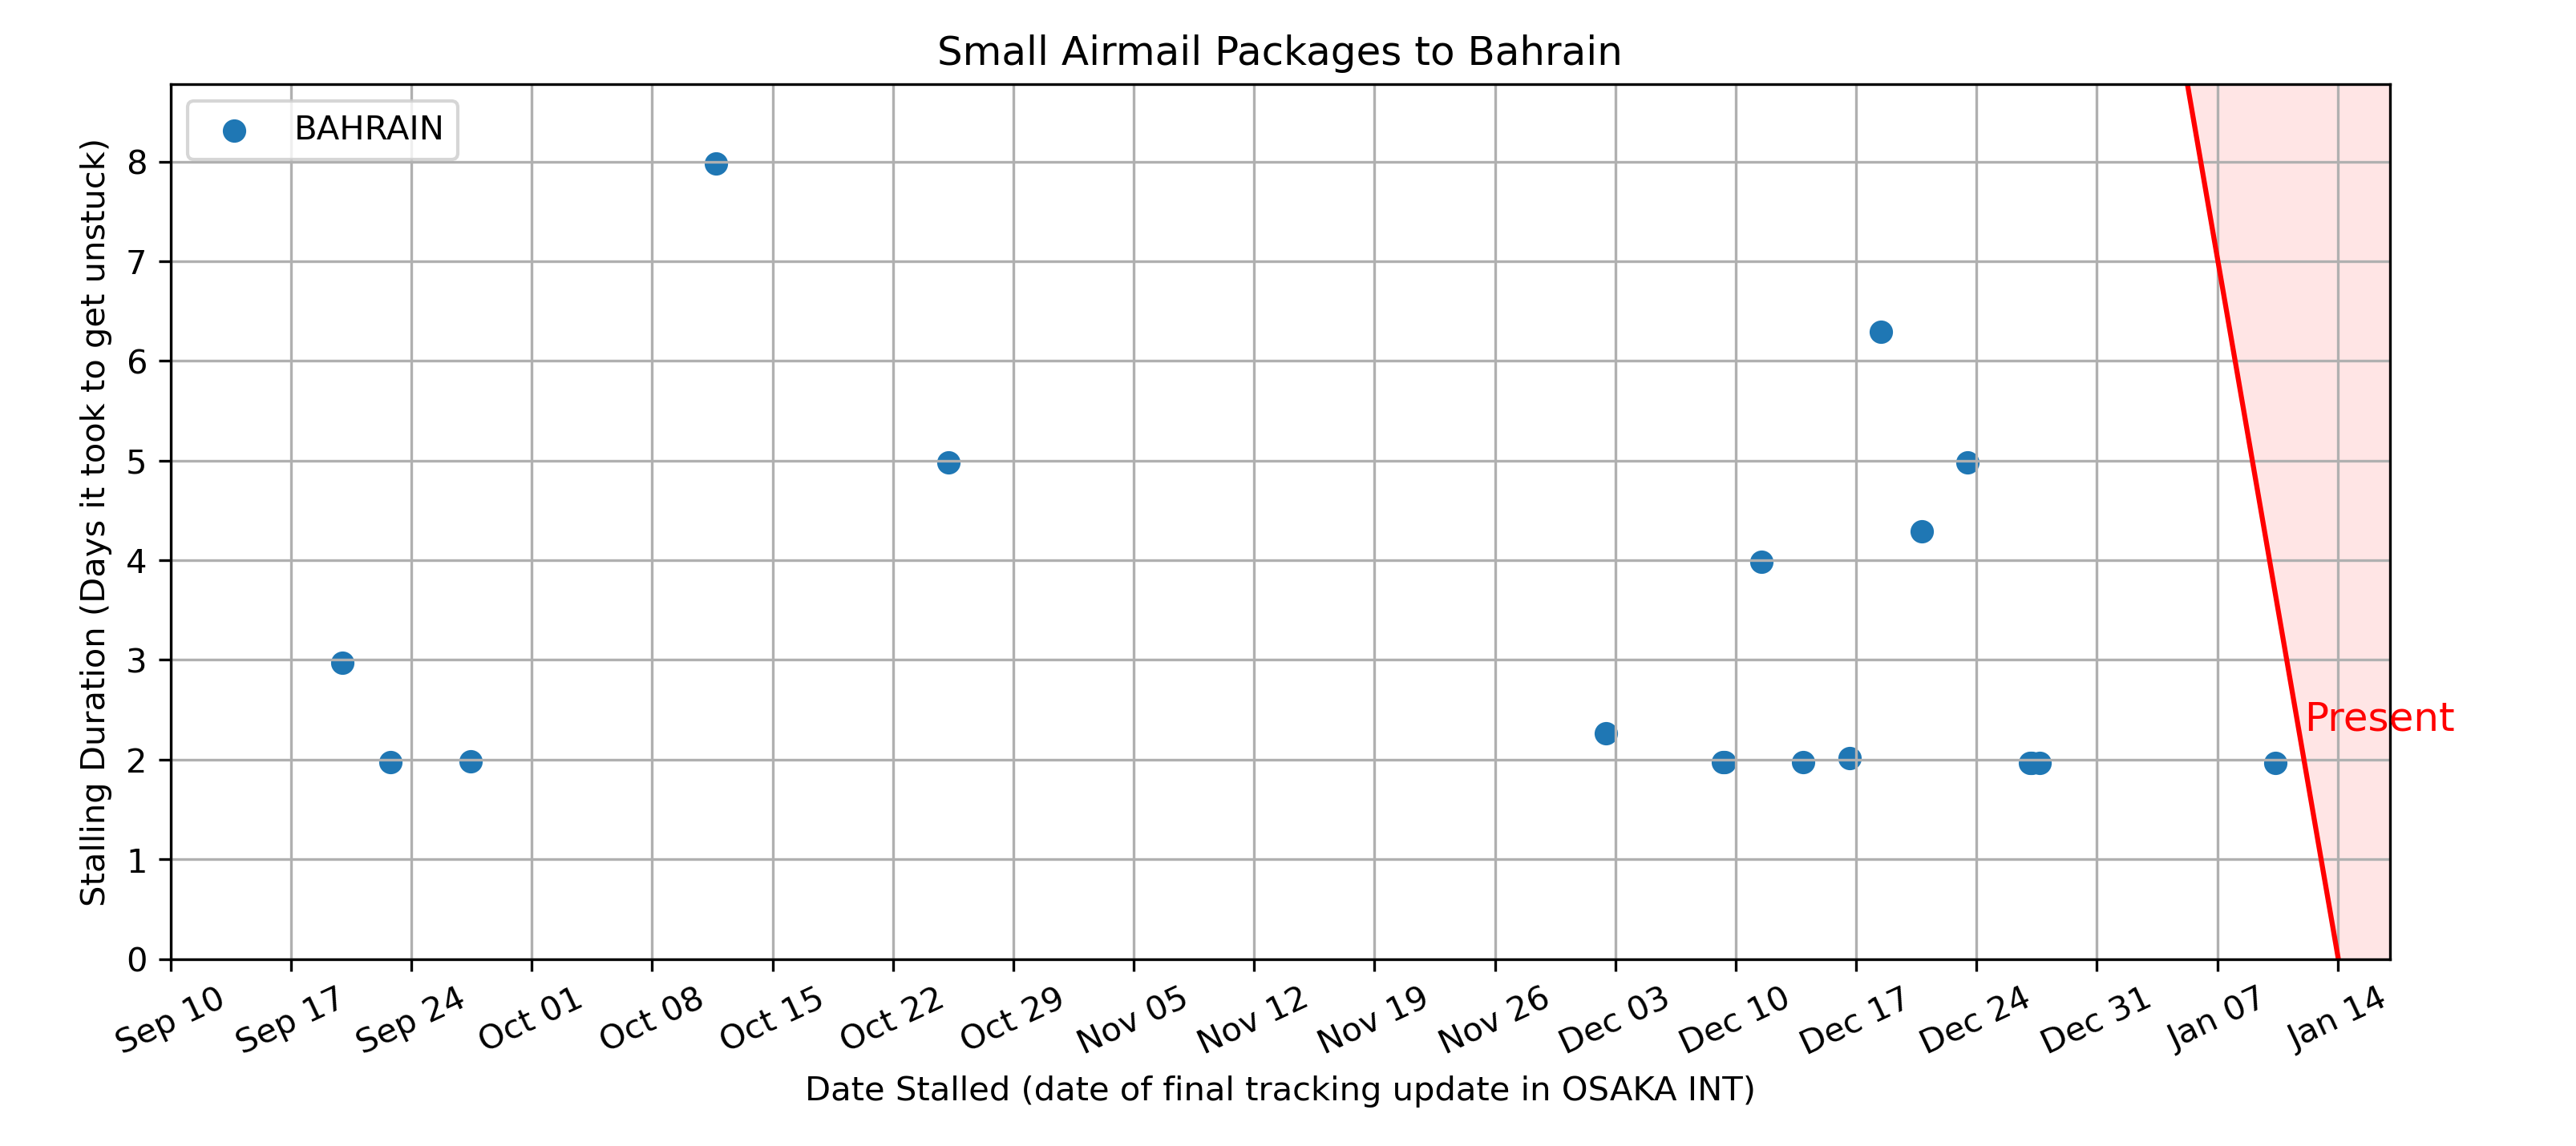 Small Airmail Packages to Bahrain
BAHRAIN
Stalling Duration (Days it took to get unstuck)
8
7
6
5
4
3
2
1
0
Present
Sep 10 Sep 17 Sep 24 Oct 01 Oct 08 Oct 15 Oct 22 Oct 29 Nov 05 Nov 12 Nov 19 Nov 26 Dec 03 Dec 10 Dec 17 Dec 24 Dec 31 Jan 07 Jan 14
Date Stalled (date of final tracking update in OSAKA INT)